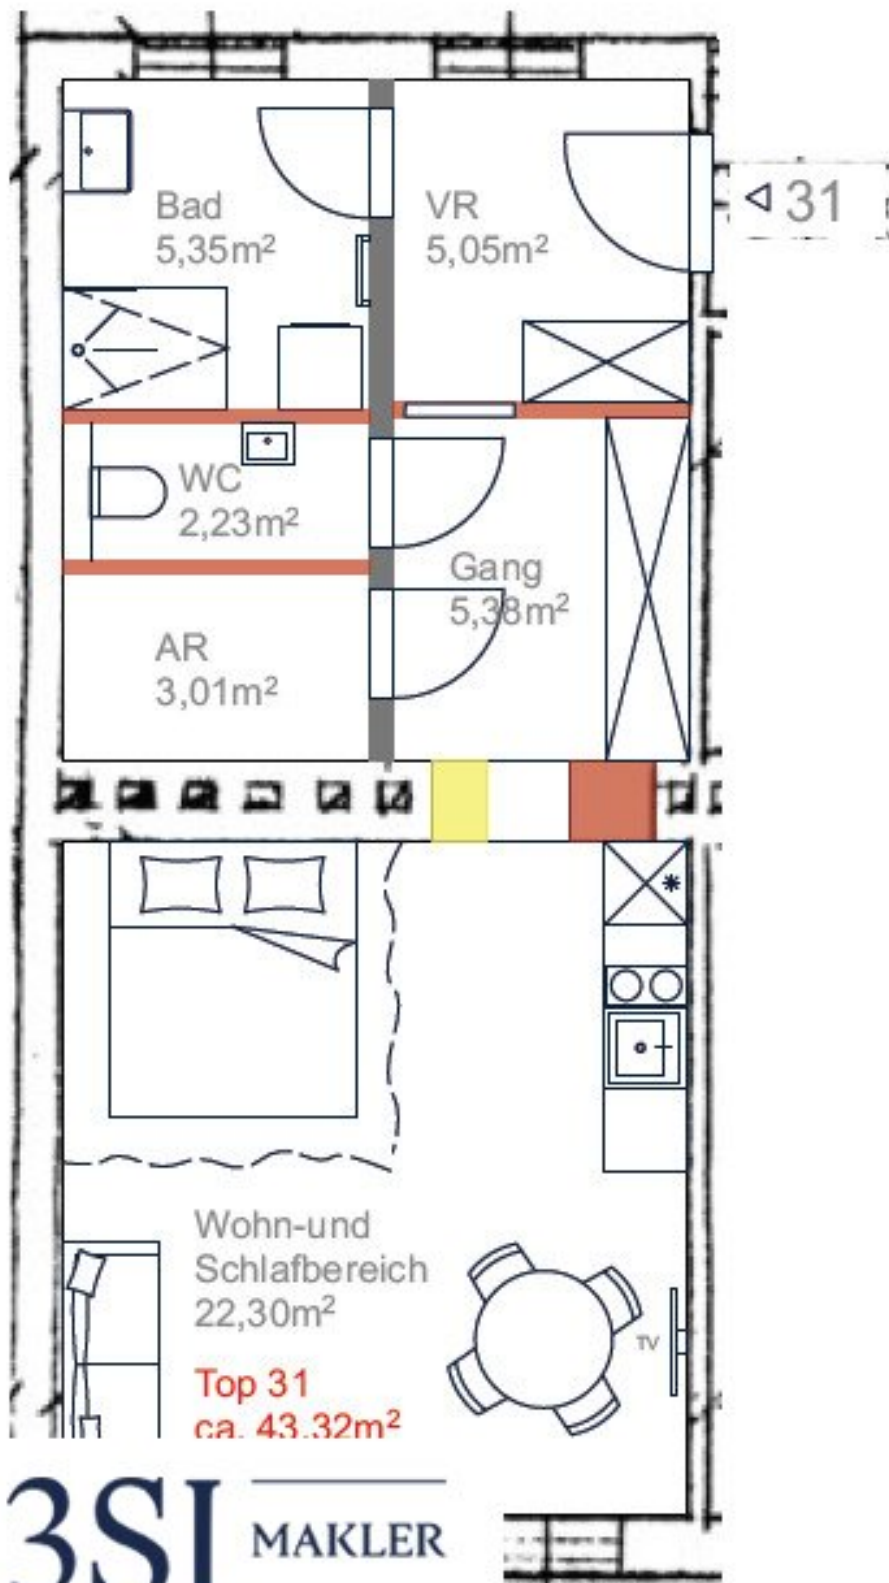 Bad
5,35m²
VR
5,05m²
31
WC
2,23m²
Gang
5,38m²
AR
3,01m²
Wohn-und
Schlafbereich
22,30m²
TV
Top 31
ca. 43,32m²
3SI
MAKLER